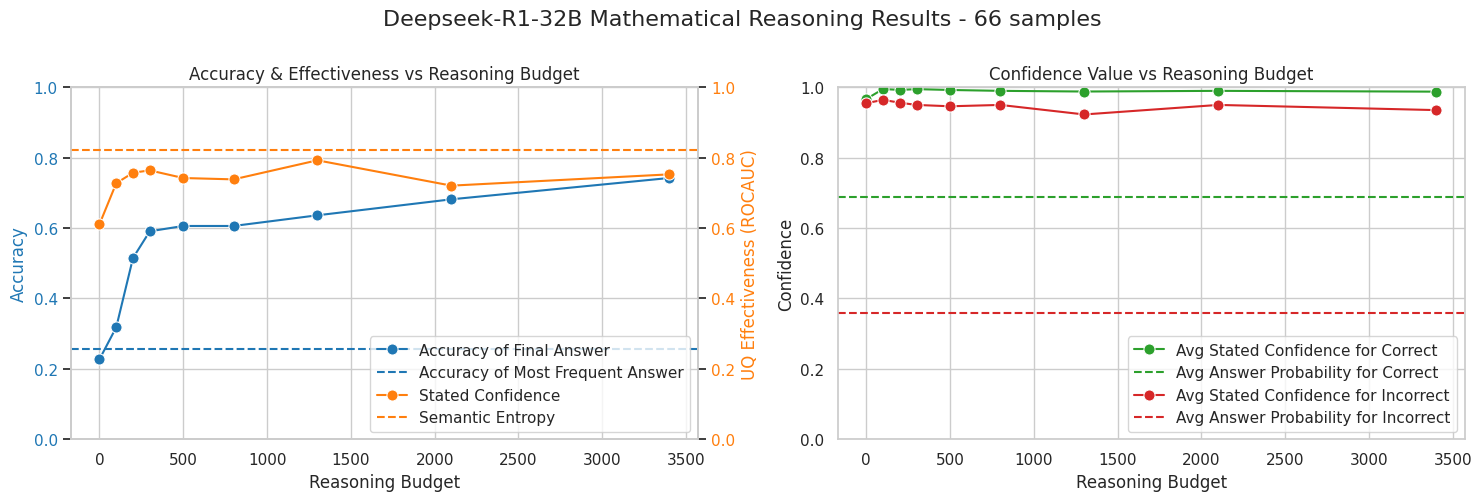 Deepseek-R1-32B Mathematical Reasoning Results - 66 samples
Accuracy & Effectiveness vs Reasoning Budget
1.0
0.8
0.6
0.4
0.2
0.0
Accuracy
0
500
1000
1500
2000
2500
3000
3500
Reasoning Budget
1.0
0.8
0.6
0.4
0.2
0.0
UQ Effectiveness (ROCAUC)
Accuracy of Final Answer
Accuracy of Most Frequent Answer
Stated Confidence
Semantic Entropy
Confidence Value vs Reasoning Budget
1.0
0.8
0.6
0.4
0.2
0.0
Confidence
0
500
1000
1500
2000
2500
3000
3500
Reasoning Budget
Avg Stated Confidence for Correct
Avg Answer Probability for Correct
Avg Stated Confidence for Incorrect
Avg Answer Probability for Incorrect